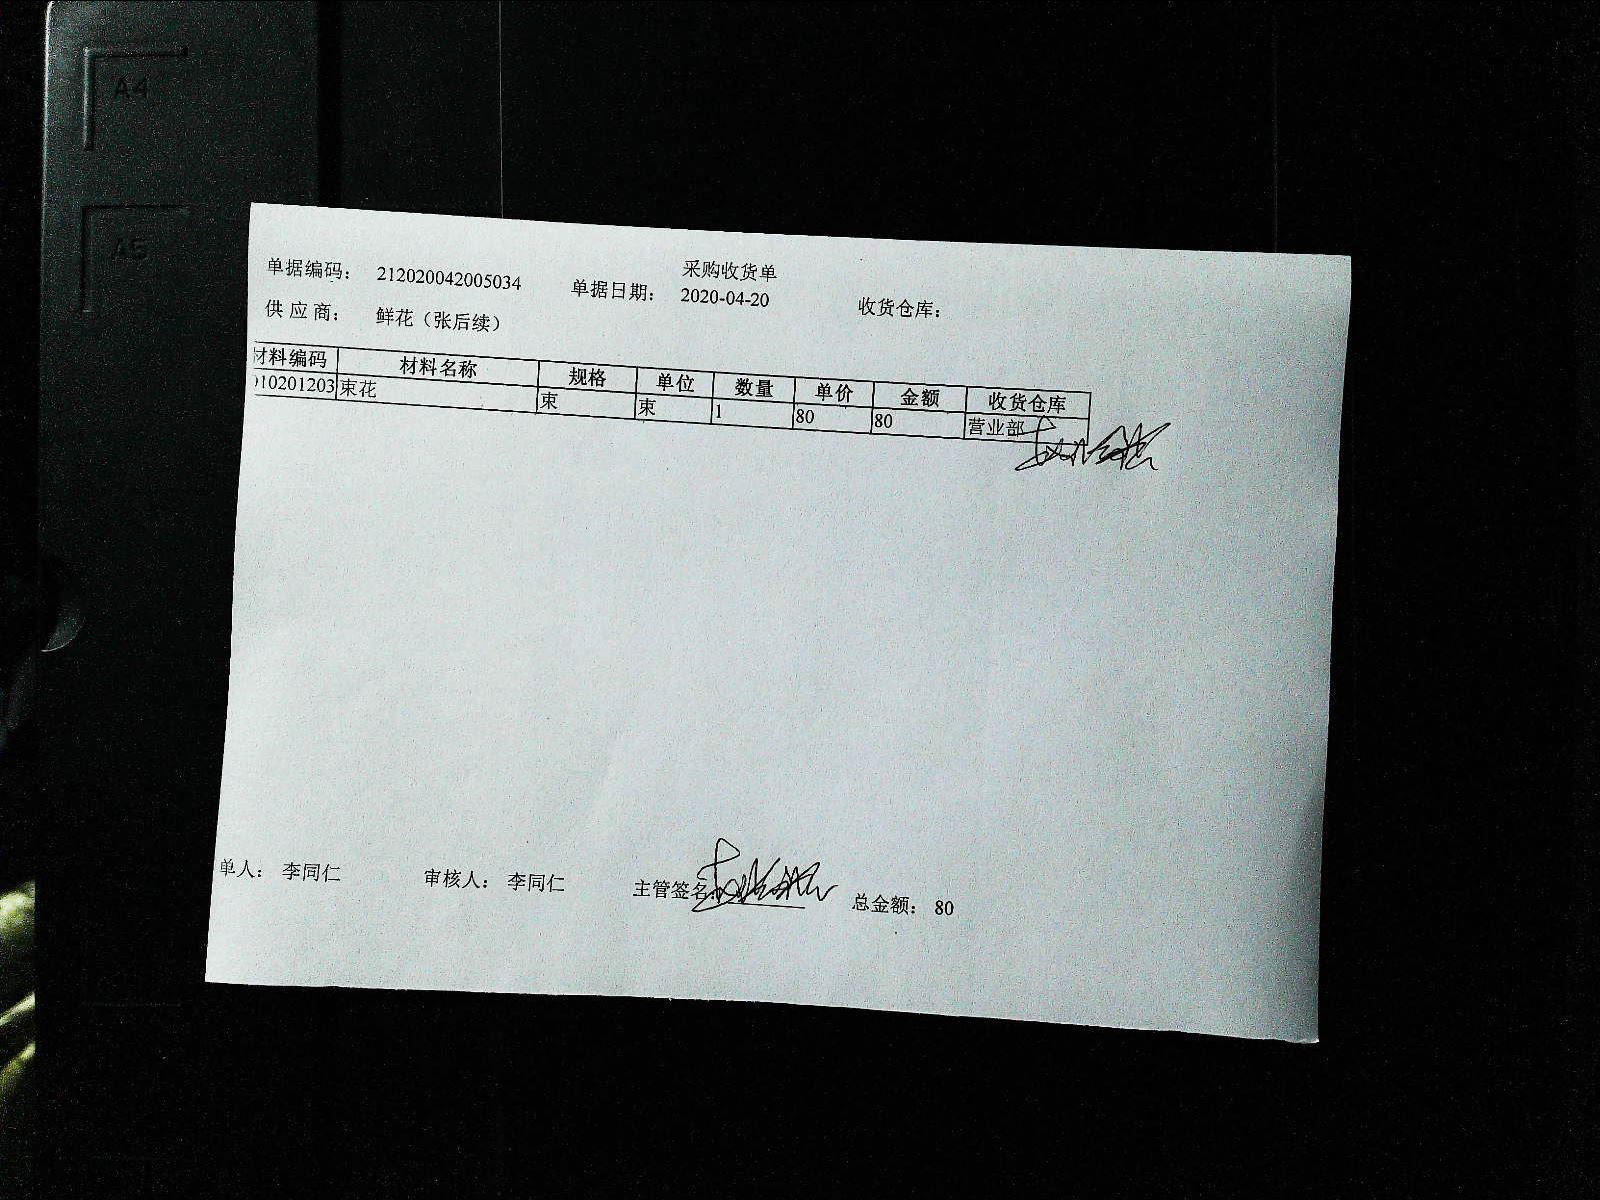 A4
A5
采购收货单
单据编码： 212020042005034 单据日期： 2020-04-20 收货仓库：
供应商： 鲜花（张后续）
材料编码 材料名称 规格 单位 数量 单价 金额 收货仓库
10201203 束花 束 束 1 80 80 营业部
单人： 李同仁 审核人： 李同仁 主管签名： 总金额： 80